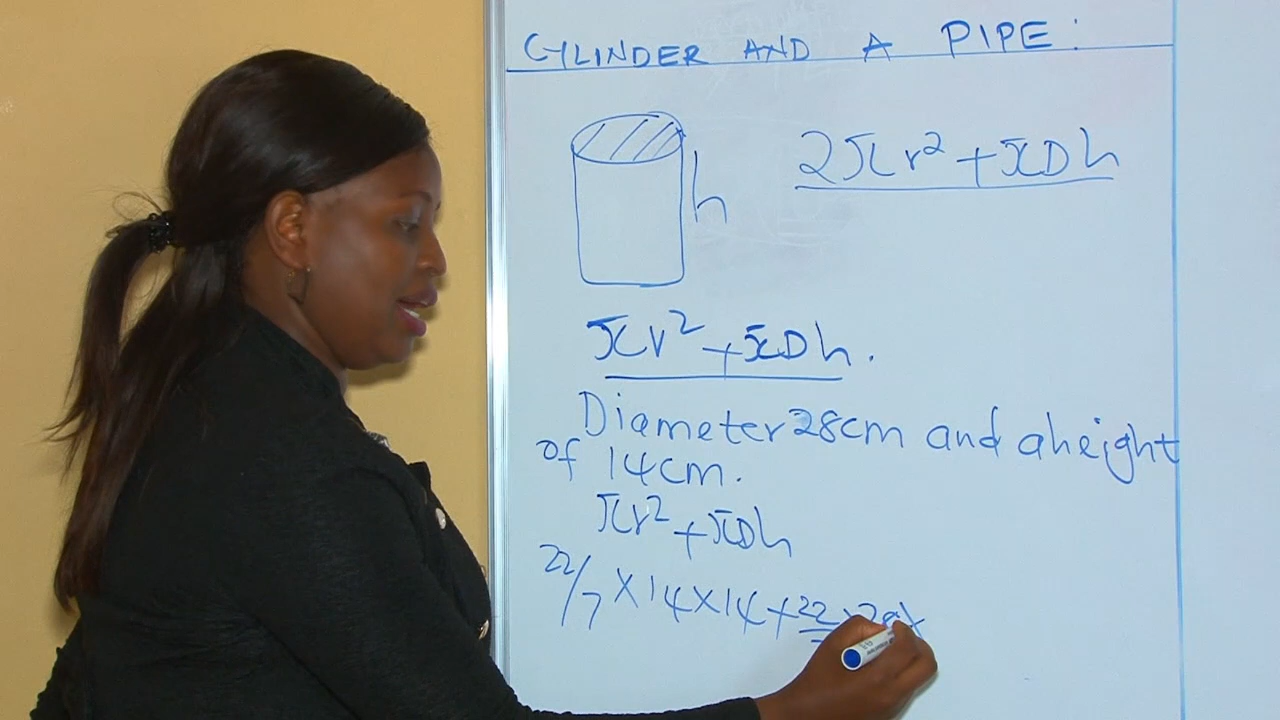 CYLINDER AND A PIPE:
h
2πr² + πDh
πr² + πDh.
Diameter 28cm and a height
of 14cm.
πr² + πDh
22/7 × 14 × 14 + 22 × 28 ×